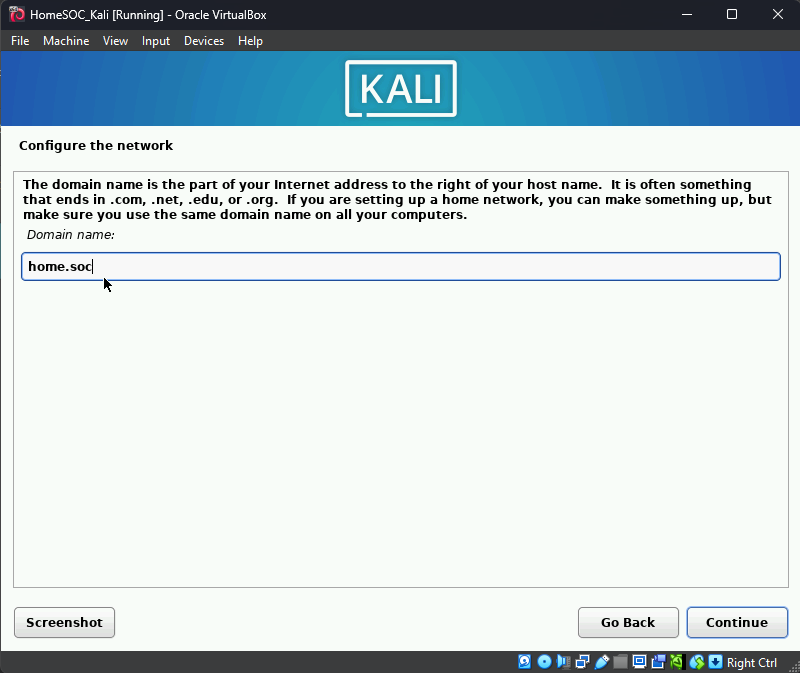 HomeSOC_Kali [Running] - Oracle VirtualBox
File Machine View Input Devices Help
KALI
Configure the network
The domain name is the part of your Internet address to the right of your host name. It is often something
that ends in .com, .net, .edu, or .org. If you are setting up a home network, you can make something up, but
make sure you use the same domain name on all your computers.
Domain name:
home.soc
Screenshot
Go Back
Continue
Right Ctrl